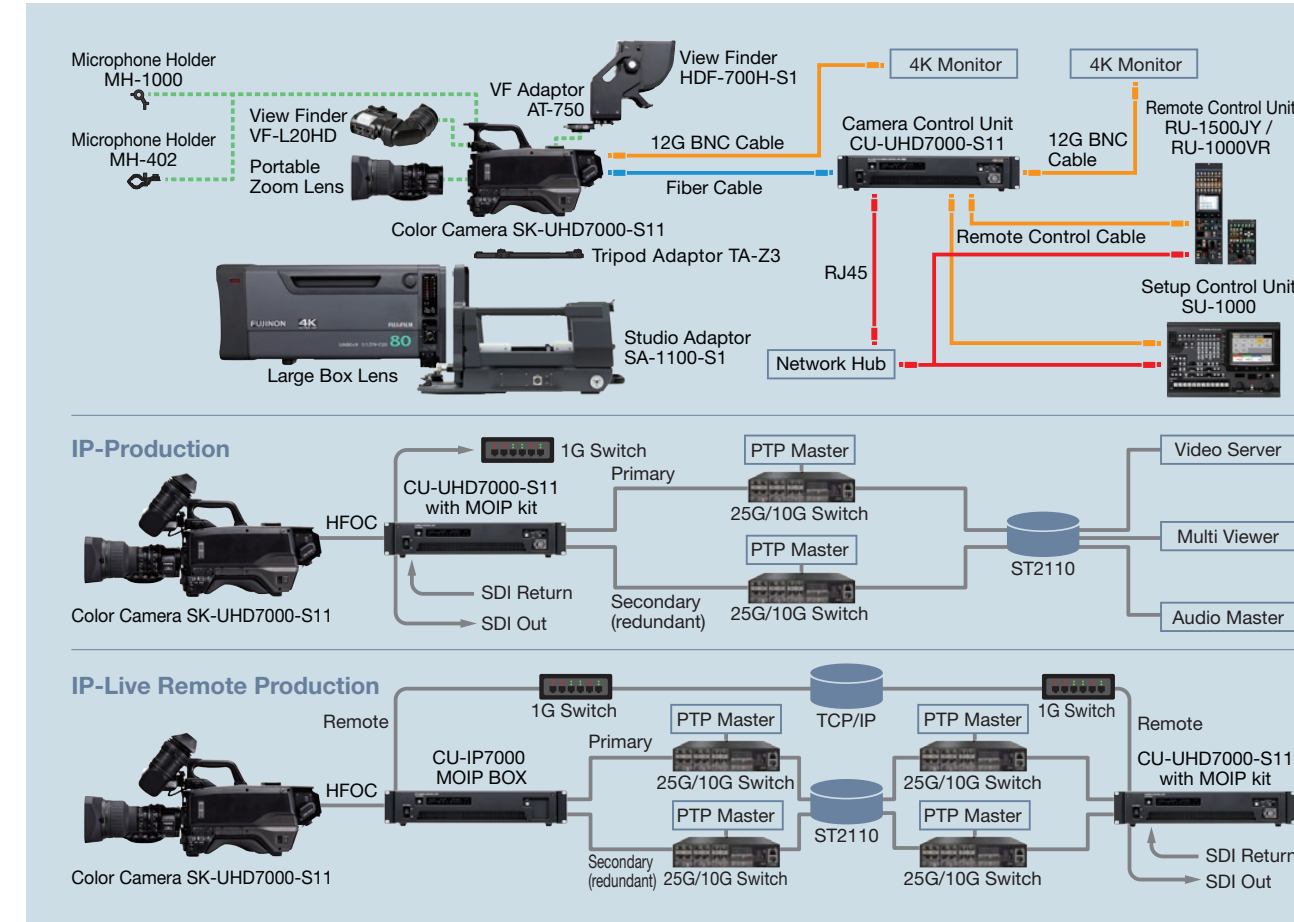 Microphone Holder
MH-1000
Microphone Holder
MH-402
View Finder
VF-L20HD
Portable
Zoom Lens
VF Adaptor
AT-750
View Finder
HDF-700H-S1
12G BNC Cable
Fiber Cable
Color Camera SK-UHD7000-S11
Tripod Adaptor TA-Z3
4K Monitor
4K Monitor
Camera Control Unit
CU-UHD7000-S11
12G BNC
Cable
Remote Control Unit
RU-1500JY /
RU-1000VR
Remote Control Cable
RJ45
Setup Control Unit
SU-1000
Network Hub
FUJINON 4K
FUJIFILM
80
Large Box Lens
Studio Adaptor
SA-1100-S1
IP-Production
1G Switch
CU-UHD7000-S11
with MOIP kit
HFOC
SDI Return
SDI Out
Color Camera SK-UHD7000-S11
Primary
Secondary
(redundant)
PTP Master
25G/10G Switch
PTP Master
25G/10G Switch
ST2110
Video Server
Multi Viewer
Audio Master
IP-Live Remote Production
Remote
1G Switch
TCP/IP
1G Switch
Remote
CU-IP7000
MOIP BOX
HFOC
Color Camera SK-UHD7000-S11
Primary
Secondary
(redundant)
PTP Master
25G/10G Switch
PTP Master
25G/10G Switch
ST2110
PTP Master
25G/10G Switch
PTP Master
25G/10G Switch
CU-UHD7000-S11
with MOIP kit
SDI Return
SDI Out